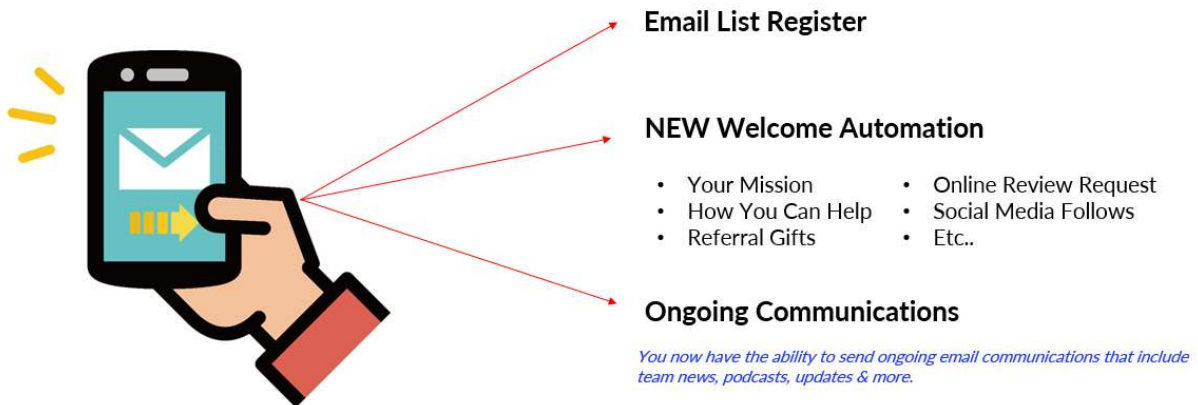 Email List Register
NEW Welcome Automation
• Your Mission
• How You Can Help
• Referral Gifts
• Online Review Request
• Social Media Follows
• Etc..
Ongoing Communications
You now have the ability to send ongoing email communications that include
team news, podcasts, updates & more.